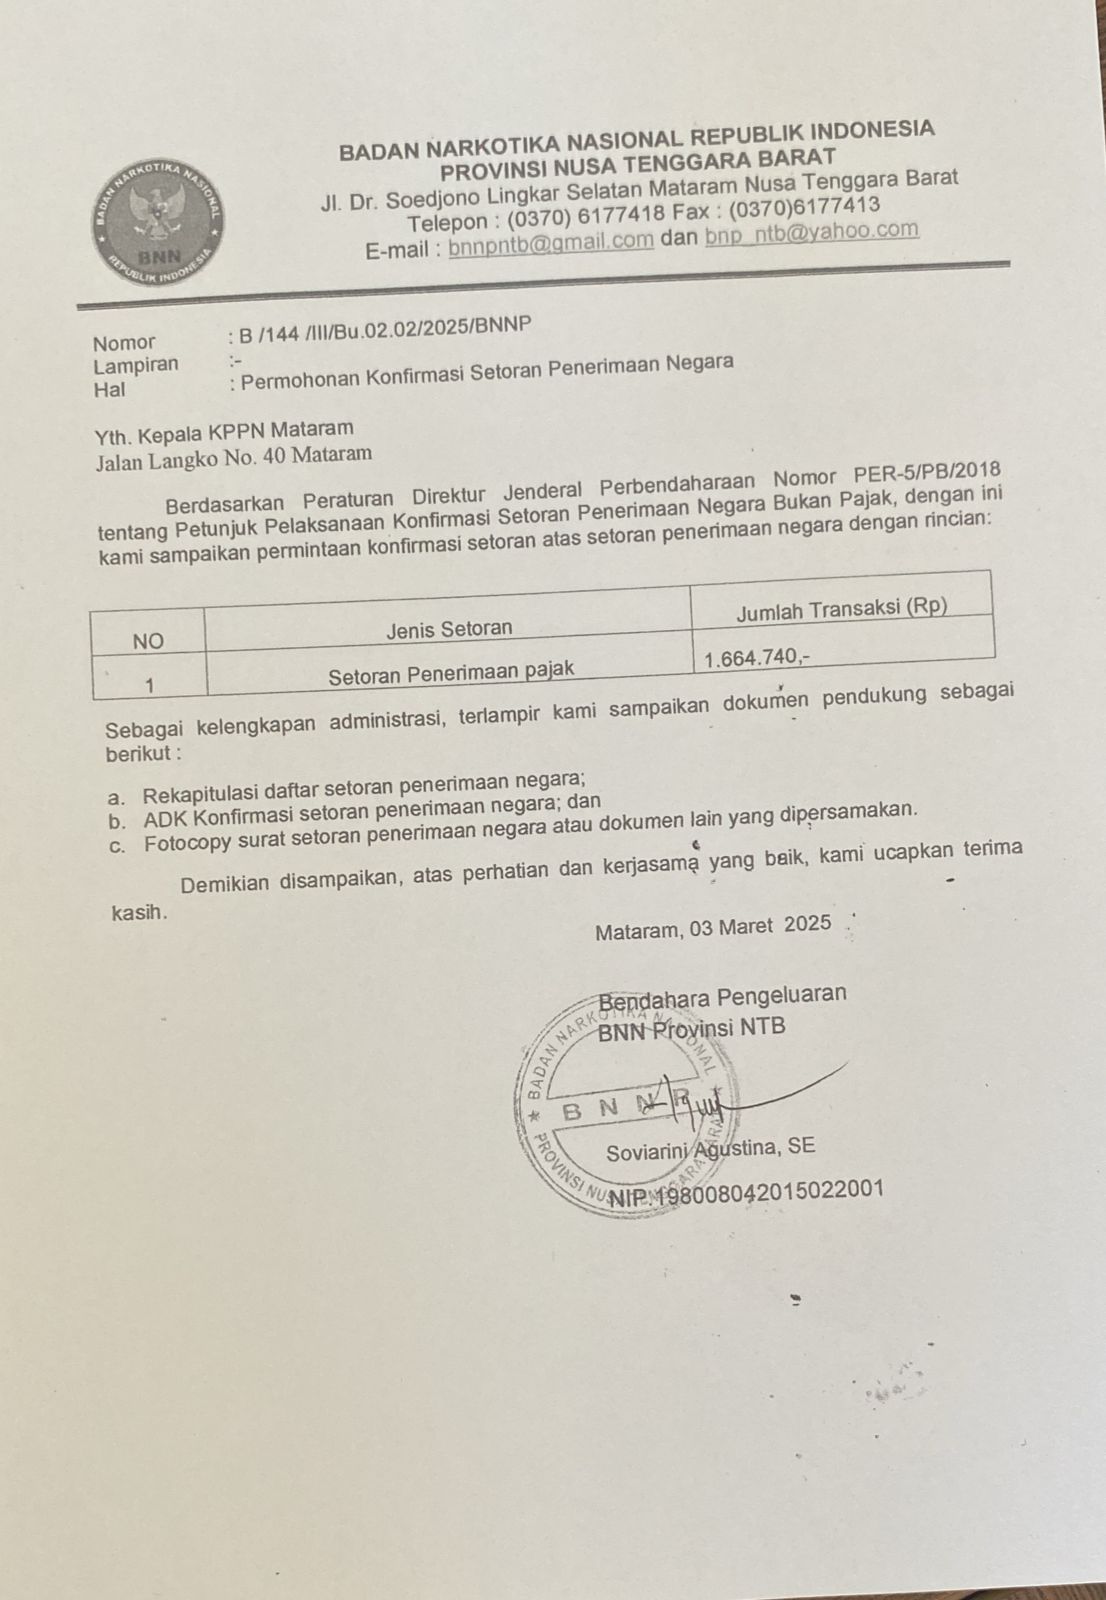 BADAN NARKOTIKA NASIONAL REPUBLIK INDONESIA
PROVINSI NUSA TENGGARA BARAT
Jl. Dr. Soedjono Lingkar Selatan Mataram Nusa Tenggara Barat
Telepon : (0370) 6177418 Fax : (0370)6177413
E-mail : bnnpntb@gmail.com dan bnp_ntb@yahoo.com
BADAN NARKOTIKA NASIONAL
BNN
REPUBLIK INDONESIA
Nomor : B /144 /III/Bu.02.02/2025/BNNP
Lampiran :-
Hal : Permohonan Konfirmasi Setoran Penerimaan Negara
Yth. Kepala KPPN Mataram
Jalan Langko No. 40 Mataram
Berdasarkan Peraturan Direktur Jenderal Perbendaharaan Nomor PER-5/PB/2018
tentang Petunjuk Pelaksanaan Konfirmasi Setoran Penerimaan Negara Bukan Pajak, dengan ini
kami sampaikan permintaan konfirmasi setoran atas setoran penerimaan negara dengan rincian:
NO Jenis Setoran Jumlah Transaksi (Rp)
1 Setoran Penerimaan pajak 1.664.740,-
Sebagai kelengkapan administrasi, terlampir kami sampaikan dokumen pendukung sebagai
berikut :
a. Rekapitulasi daftar setoran penerimaan negara;
b. ADK Konfirmasi setoran penerimaan negara; dan
c. Fotocopy surat setoran penerimaan negara atau dokumen lain yang dipersamakan.
Demikian disampaikan, atas perhatian dan kerjasama yang baik, kami ucapkan terima
kasih.
Mataram, 03 Maret 2025
Bendahara Pengeluaran
BNN Provinsi NTB
BADAN NARKOTIKA NASIONAL
B N N P
PROVINSI NUSA TENGGARA BARAT
Soviarini Agustina, SE
NIP.198008042015022001